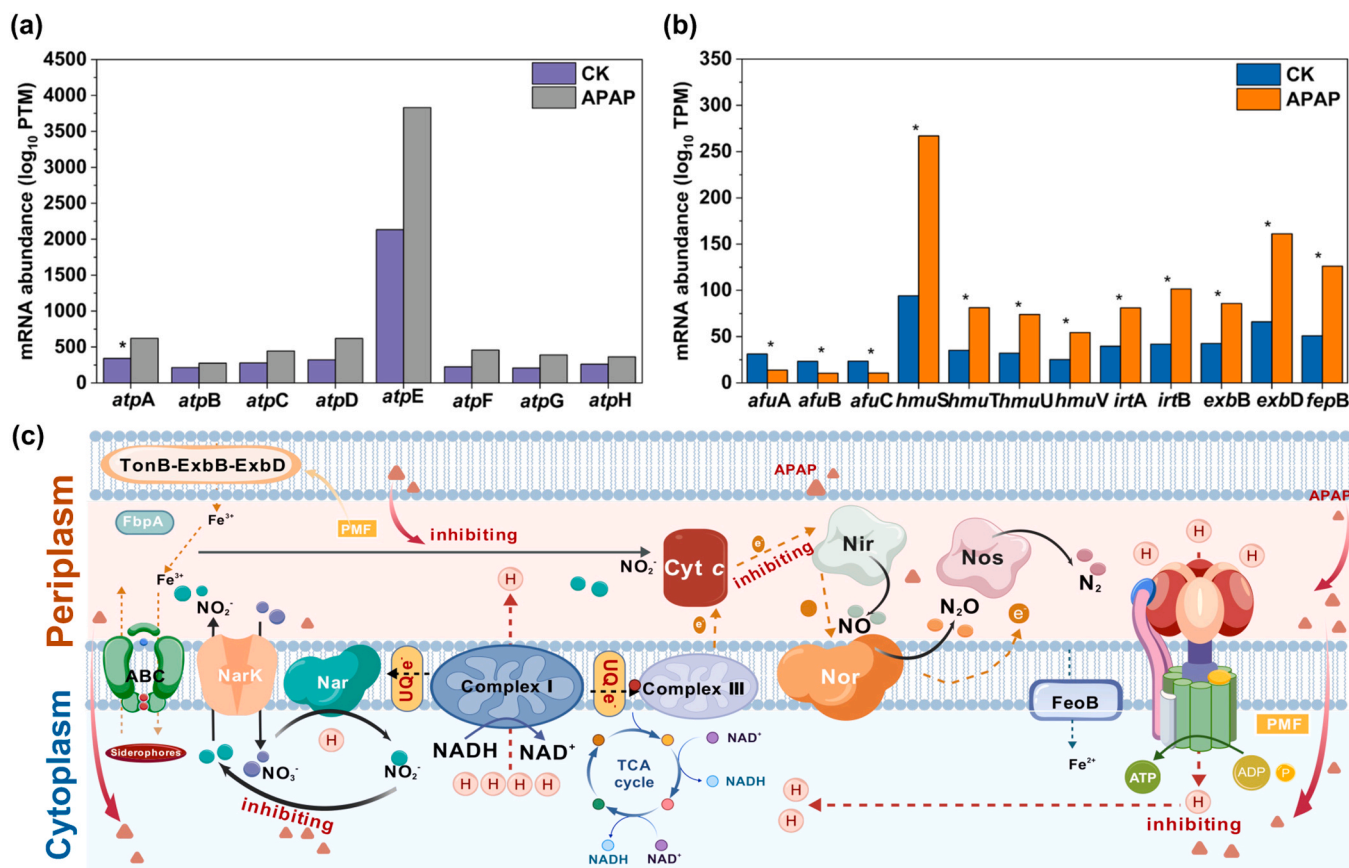 (a)
4500
4000
3500
3000
2500
2000
1500
1000
500
0
mRNA abundance (log₁₀ PTM)
CK
APAP
*
atpA atpB atpC atpD atpE atpF atpG atpH
(b)
350
300
250
200
150
100
50
0
mRNA abundance (log₁₀ TPM)
CK
APAP
* * * * * * * * * * * *
afuA afuB afuC hmuS hmuT hmuU hmuV irtA irtB exbB exbD fepB
(c)
Periplasm
Cytoplasm
TonB-ExbB-ExbD
FbpA
Fe³⁺
PMF
inhibiting
Fe³⁺
NO₂⁻
ABC
NarK
Nar
Siderophores
NO₃⁻
H
NO₂⁻
inhibiting
UQe⁻
H
Complex I
NADH
NAD⁺
H H H H
UQe⁻
Complex III
NO₂⁻
Cyt c
e
e⁻
inhibiting
APAP
Nir
NO
Nor
N₂O
Nos
N₂
e⁻
TCA
cycle
NAD⁺
NADH
NADH
NAD⁺
FeoB
Fe²⁺
APAP
H
H
H
PMF
ATP
ADP
P
H
inhibiting
H
H